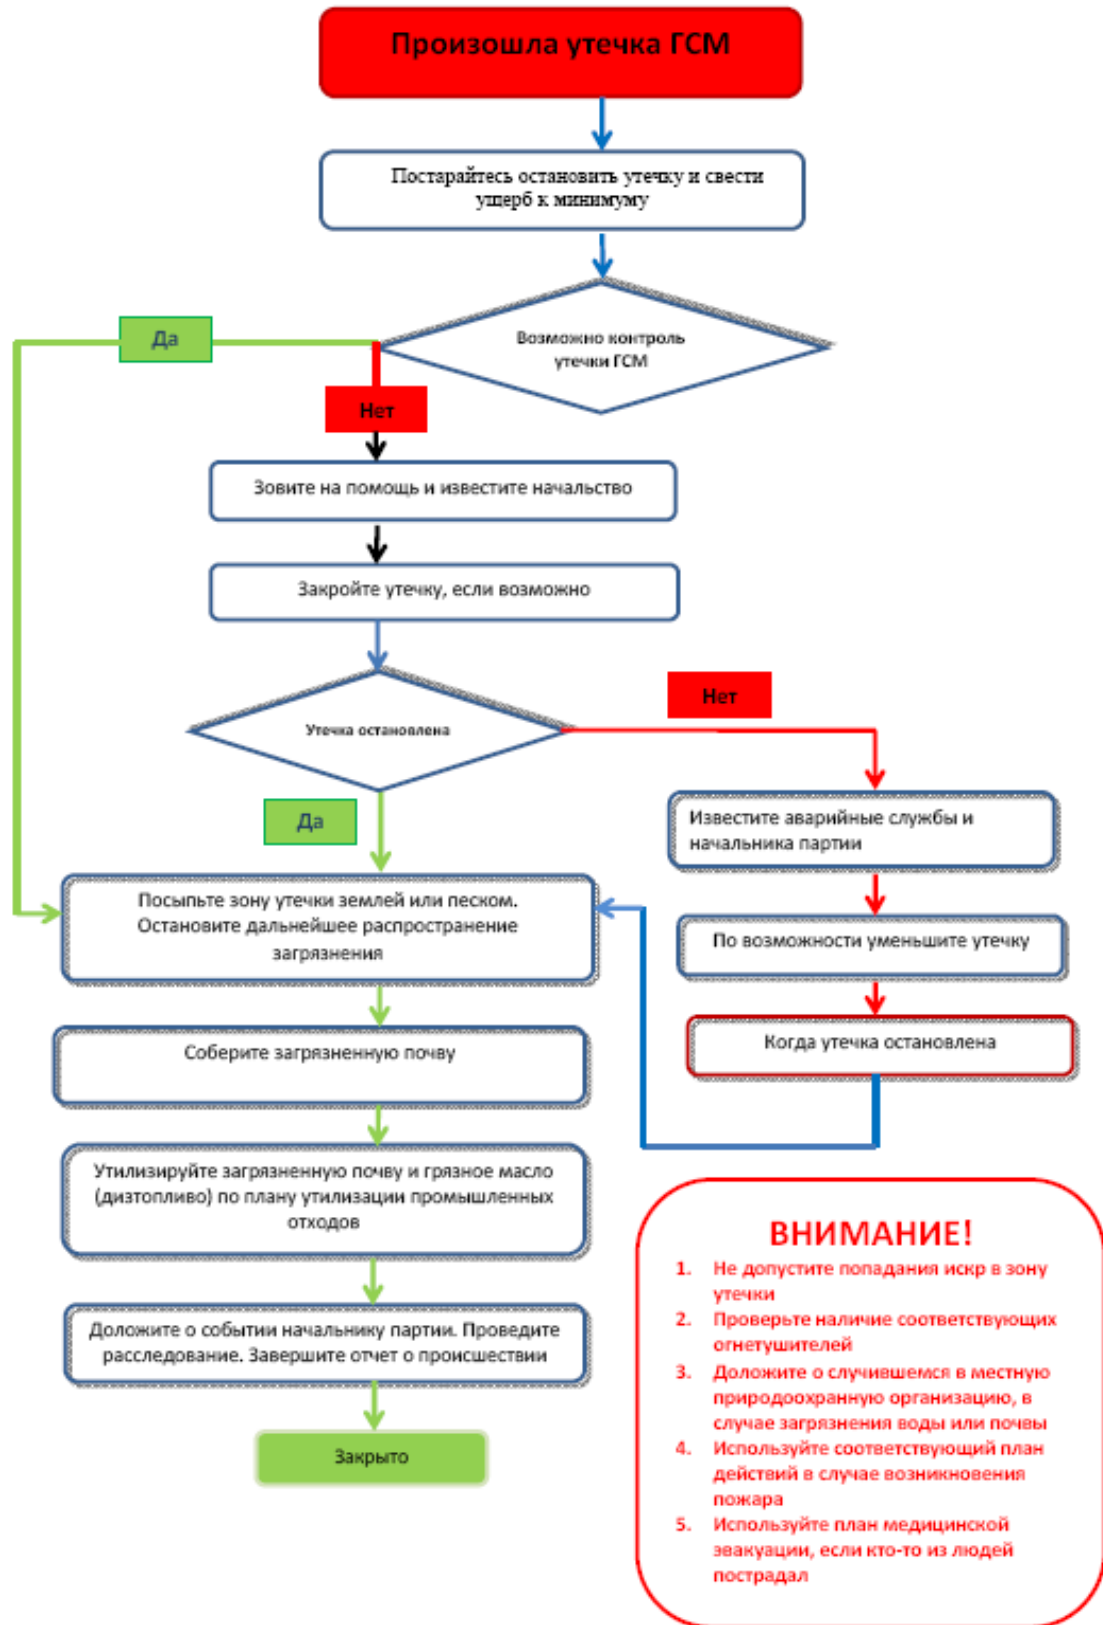 Произошла утечка ГСМ
Постарайтесь остановить утечку и свести
ущерб к минимуму
Возможно контроль
утечки ГСМ
Да
Нет
Зовите на помощь и известите начальство
Закройте утечку, если возможно
Утечка остановлена
Нет
Да
Известите аварийные службы и
начальника партии
Посыпьте зону утечки землей или песком.
Остановите дальнейшее распространение
загрязнения
По возможности уменьшите утечку
Когда утечка остановлена
Соберите загрязненную почву
Утилизируйте загрязненную почву и грязное масло
(дизтопливо) по плану утилизации промышленных
отходов
Доложите о событии начальнику партии. Проведите
расследование. Завершите отчет о происшествии
Закрыто
ВНИМАНИЕ!
1. Не допустите попадания искр в зону
утечки
2. Проверьте наличие соответствующих
огнетушителей
3. Доложите о случившемся в местную
природоохранную организацию, в
случае загрязнения воды или почвы
4. Используйте соответствующий план
действий в случае возникновения
пожара
5. Используйте план медицинской
эвакуации, если кто-то из людей
пострадал